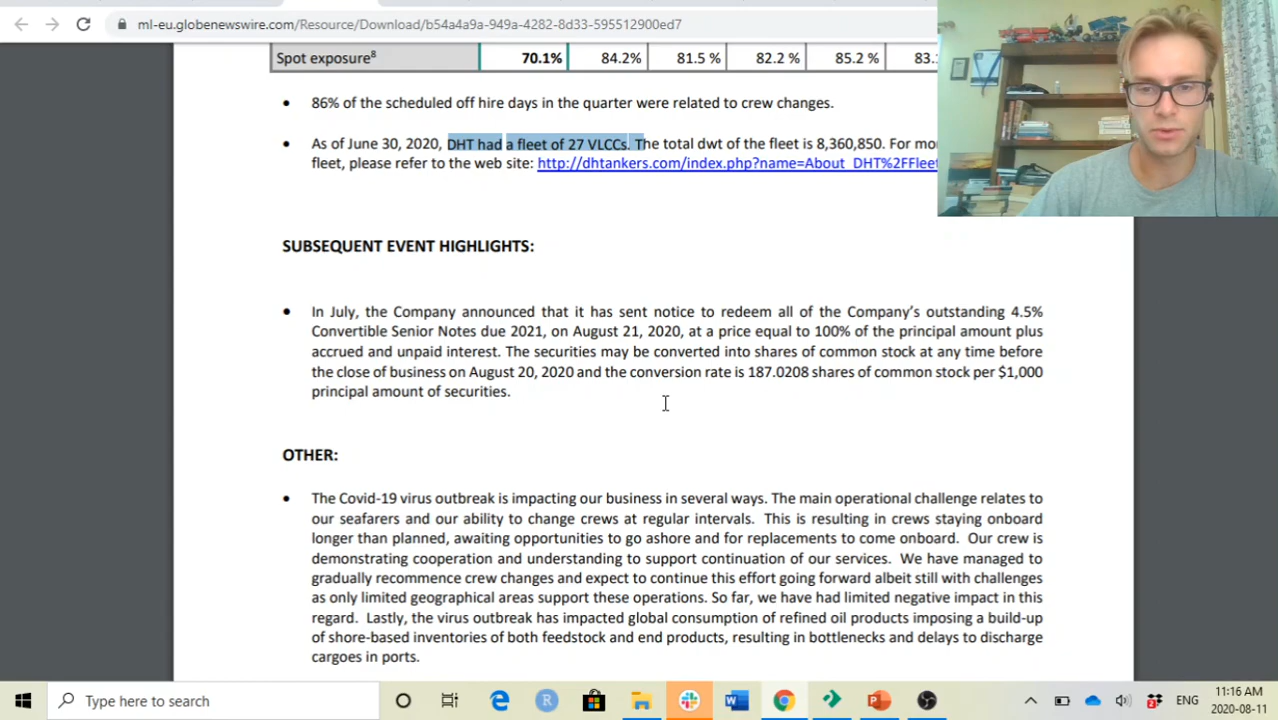 ml-eu.globenewswire.com/Resource/Download/b54a4a9a-949a-4282-8d33-595512900ed7
Spot exposure8 70.1% 84.2% 81.5 % 82.2 % 85.2 % 83.
• 86% of the scheduled off hire days in the quarter were related to crew changes.
• As of June 30, 2020, DHT had a fleet of 27 VLCCs. The total dwt of the fleet is 8,360,850. For mor
fleet, please refer to the web site: http://dhtankers.com/index.php?name=About_DHT%2FFleet
SUBSEQUENT EVENT HIGHLIGHTS:
• In July, the Company announced that it has sent notice to redeem all of the Company's outstanding 4.5%
Convertible Senior Notes due 2021, on August 21, 2020, at a price equal to 100% of the principal amount plus
accrued and unpaid interest. The securities may be converted into shares of common stock at any time before
the close of business on August 20, 2020 and the conversion rate is 187.0208 shares of common stock per $1,000
principal amount of securities.
OTHER:
• The Covid-19 virus outbreak is impacting our business in several ways. The main operational challenge relates to
our seafarers and our ability to change crews at regular intervals. This is resulting in crews staying onboard
longer than planned, awaiting opportunities to go ashore and for replacements to come onboard. Our crew is
demonstrating cooperation and understanding to support continuation of our services. We have managed to
gradually recommence crew changes and expect to continue this effort going forward albeit still with challenges
as only limited geographical areas support these operations. So far, we have had limited negative impact in this
regard. Lastly, the virus outbreak has impacted global consumption of refined oil products imposing a build-up
of shore-based inventories of both feedstock and end products, resulting in bottlenecks and delays to discharge
cargoes in ports.
Type here to search
ENG
11:16 AM
2020-08-11